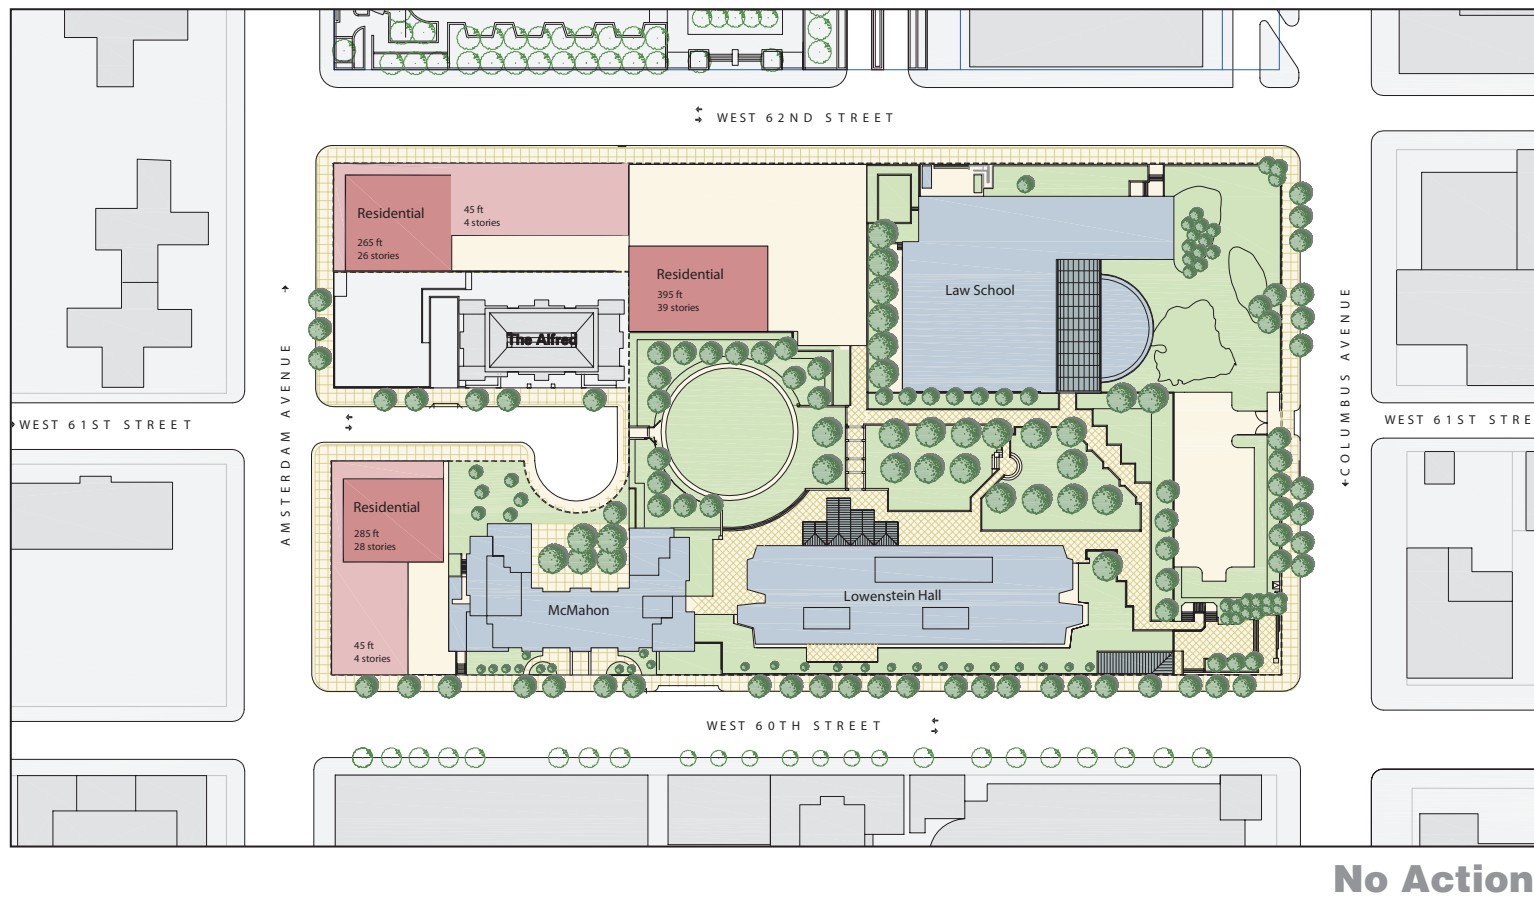 WEST 62ND STREET
Residential
265 ft
26 stories
45 ft
4 stories
Residential
395 ft
39 stories
Law School
The Alfred
AMSTERDAM AVENUE
COLUMBUS AVENUE
WEST 61ST STREET
WEST 61ST STRE
Residential
285 ft
28 stories
45 ft
4 stories
McMahon
Lowenstein Hall
WEST 60TH STREET
No Action